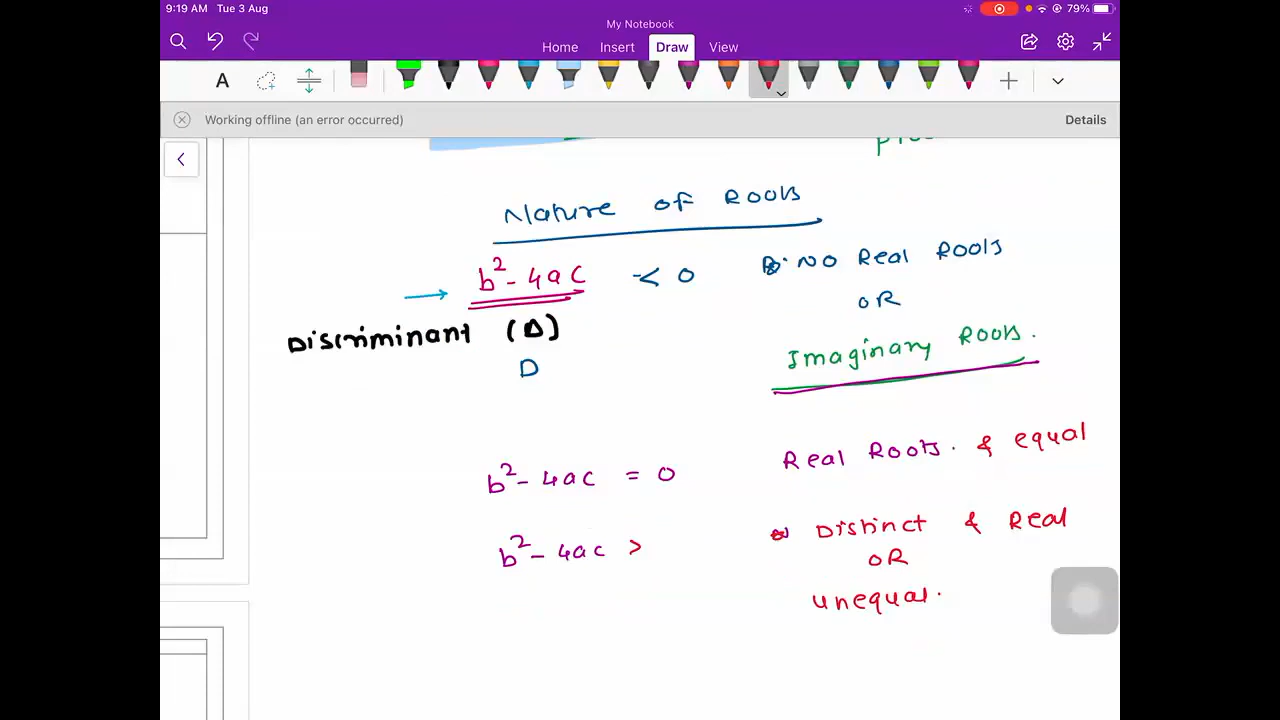 9:19 AM Tue 3 Aug
79%
My Notebook
Home Insert Draw View
A
Working offline (an error occurred)
Details
Nature of Roots
b² - 4ac < 0
No Real Roots
OR
Discriminant (Δ)
D
Imaginary Roots.
b² - 4ac = 0
Real Roots. & equal
b² - 4ac >
Distinct & Real
OR
unequal.